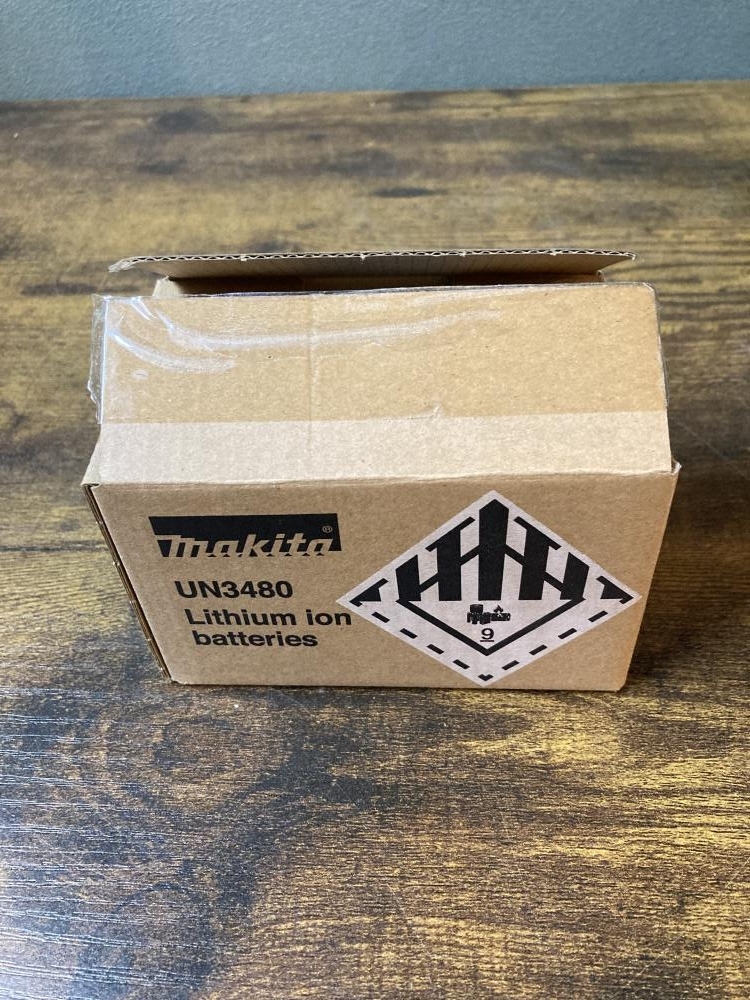 makita®
UN3480
Lithium ion
batteries
9